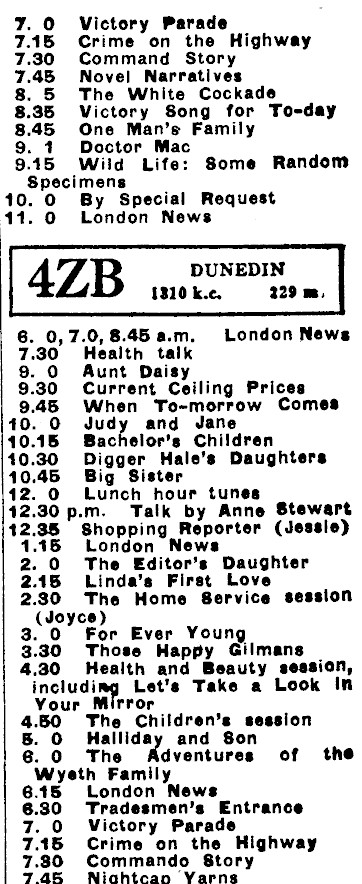 7. 0 Victory Parade
7.15 Crime on the Highway
7.30 Command Story
7.45 Novel Narratives
8. 5 The White Cockade
8.35 Victory Song for To-day
8.45 One Man's Family
9. 1 Doctor Mac
9.15 Wild Life: Some Random
Specimens
10. 0 By Special Request
11. 0 London News
4ZB DUNEDIN
1310 k.c. 229 m.
6. 0, 7.0, 8.45 a.m. London News
7.30 Health talk
9. 0 Aunt Daisy
9.30 Current Ceiling Prices
9.45 When To-morrow Comes
10. 0 Judy and Jane
10.15 Bachelor's Children
10.30 Digger Hale's Daughters
10.45 Big Sister
12. 0 Lunch hour tunes
12.30 p.m. Talk by Anne Stewart
12.35 Shopping Reporter (Jessie)
1.15 London News
2. 0 The Editor's Daughter
2.15 Linda's First Love
2.30 The Home Service session
(Joyce)
3. 0 For Ever Young
3.30 Those Happy Gilmans
4.30 Health and Beauty session,
including Let's Take a Look in
Your Mirror
4.50 The Children's session
5. 0 Halliday and Son
6. 0 The Adventures of the
Wyeth Family
6.15 London News
6.30 Tradesmen's Entrance
7. 0 Victory Parade
7.15 Crime on the Highway
7.30 Commando Story
7.45 Nightcap Yarns